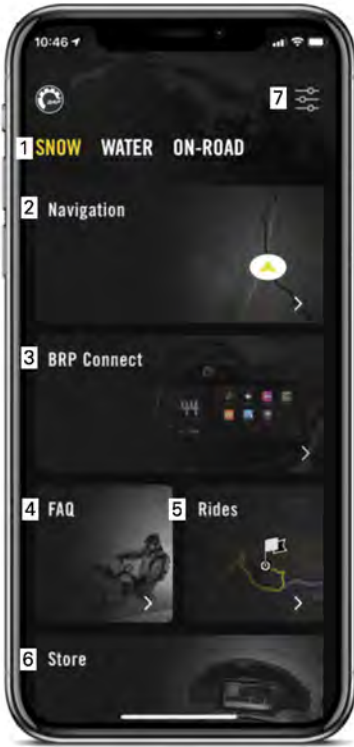 10:46
7
1 SNOW WATER ON-ROAD
2 Navigation
3 BRP Connect
44
4 FAQ
5 Rides
6 Store